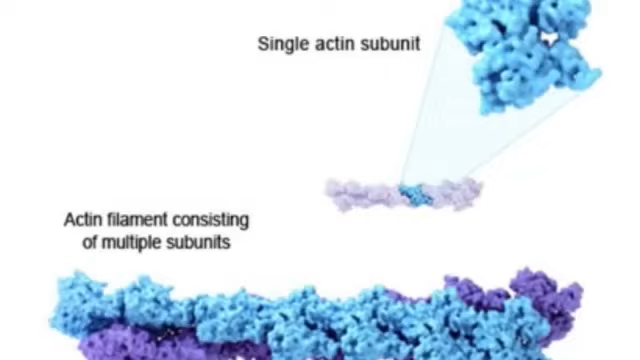 Single actin subunit
Actin filament consisting
of multiple subunits